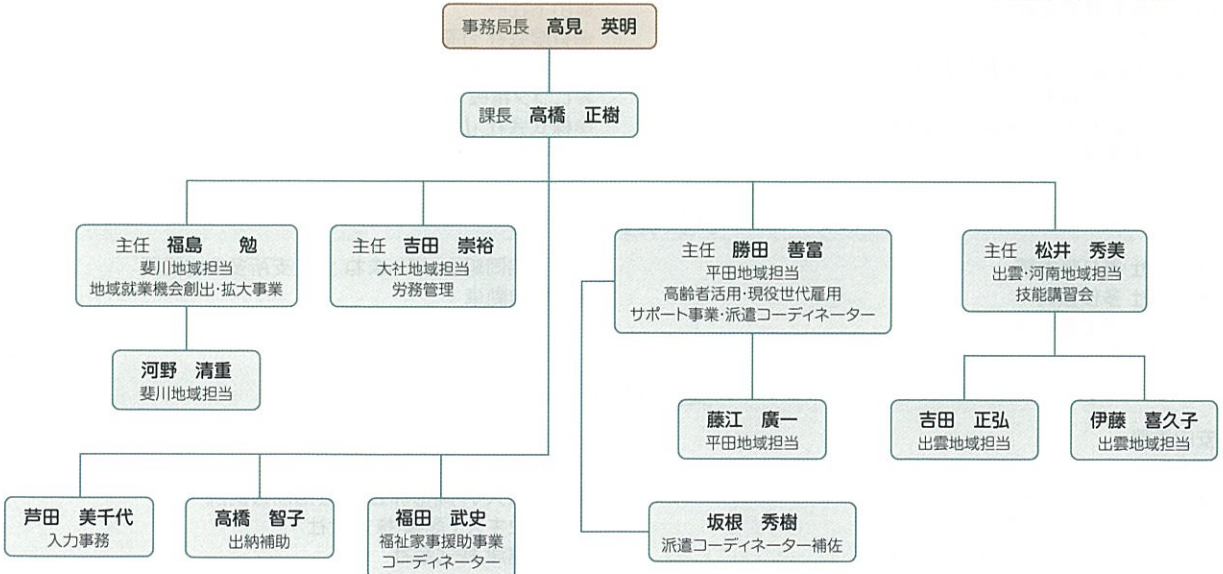 事務局長 高見 英明
課長 高橋 正樹
主任 福島 勉
斐川地域担当
地域就業機会創出・拡大事業
主任 吉田 崇裕
大社地域担当
労務管理
主任 勝田 善富
平田地域担当
高齢者活用・現役世代雇用
サポート事業・派遣コーディネーター
主任 松井 秀美
出雲・河南地域担当
技能講習会
河野 清重
斐川地域担当
藤江 廣一
平田地域担当
吉田 正弘
出雲地域担当
伊藤 喜久子
出雲地域担当
芦田 美千代
入力事務
高橋 智子
出納補助
福田 武史
福祉家事援助事業
コーディネーター
坂根 秀樹
派遣コーディネーター補佐